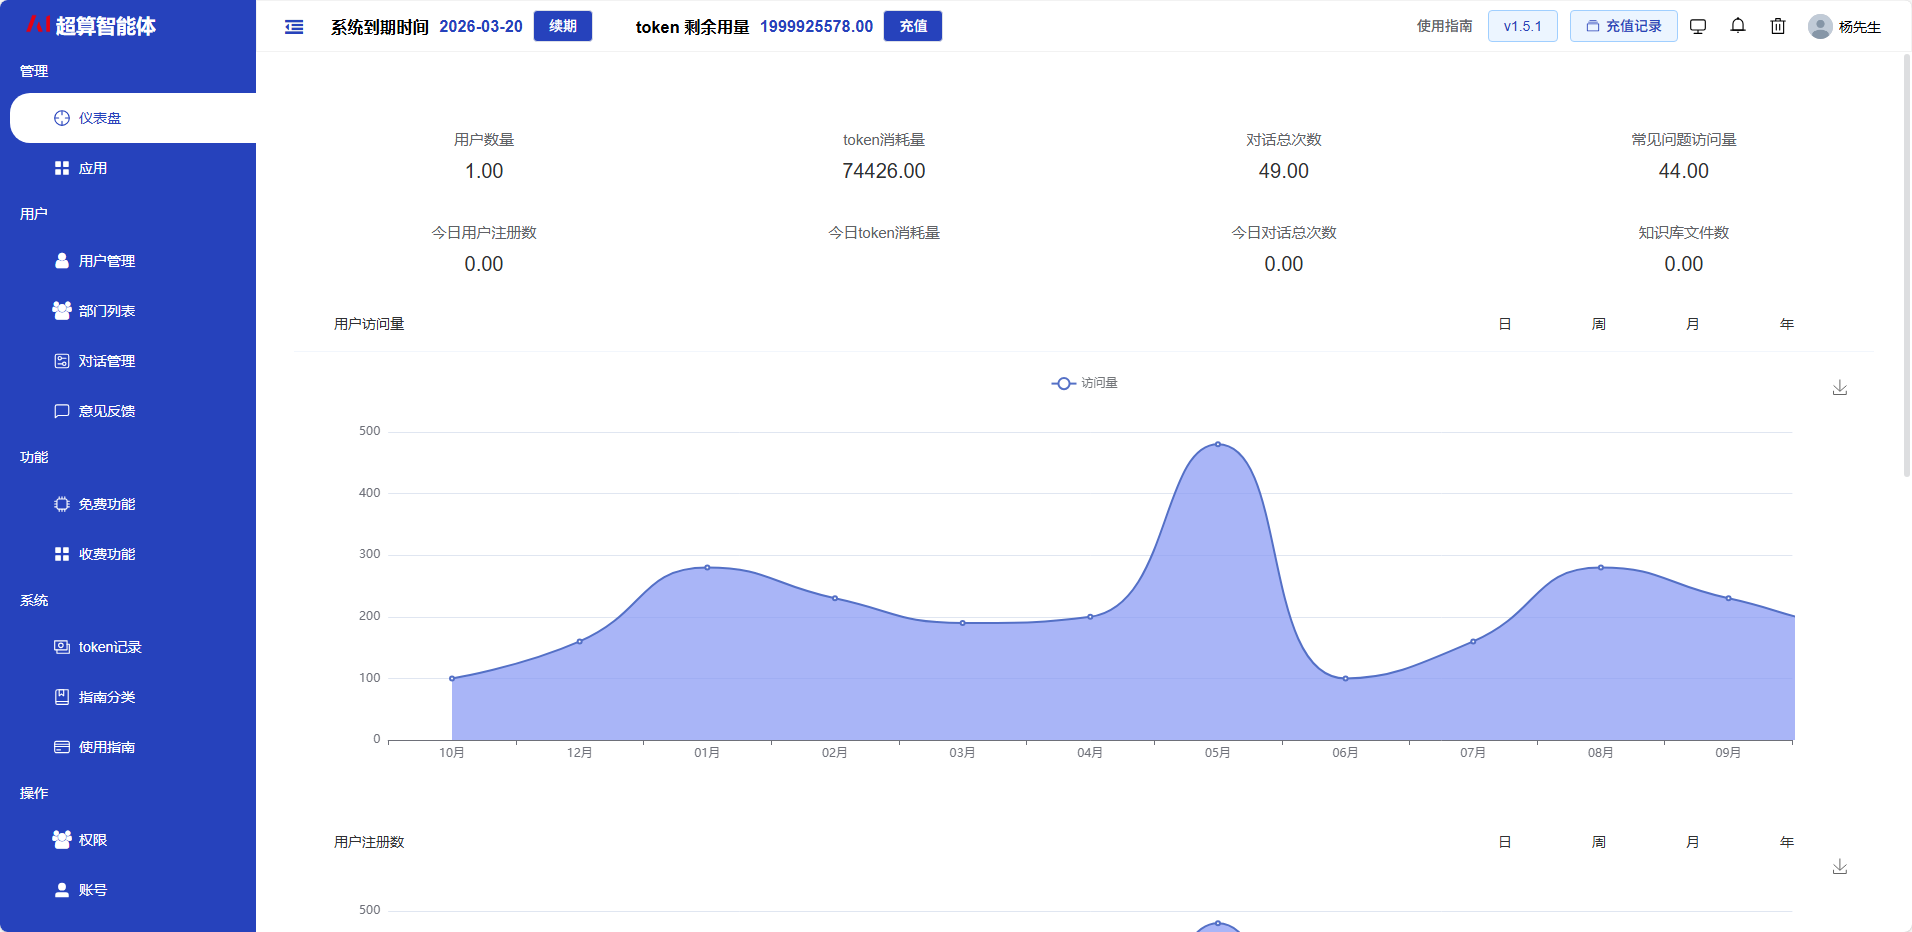 AI 超算智能体
系统到期时间 2026-03-20 续期 token 剩余用量 1999925578.00 充值 使用指南 v1.5.1 充值记录 杨先生
管理
仪表盘
应用
用户
用户管理
部门列表
对话管理
意见反馈
功能
免费功能
收费功能
系统
token记录
指南分类
使用指南
操作
权限
账号
用户数量 token消耗量 对话总次数 常见问题访问量
1.00 74426.00 49.00 44.00
今日用户注册数 今日token消耗量 今日对话总次数 知识库文件数
0.00 0.00 0.00
用户访问量 日 周 月 年
访问量
500
400
300
200
100
0
10月 12月 01月 02月 03月 04月 05月 06月 07月 08月 09月
用户注册数 日 周 月 年
500